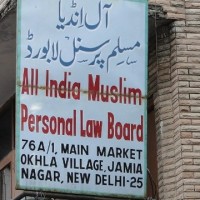 آل انڈیا
مسلم پرسنل لا بورڈ
All India Muslim
Personal Law Board
76A/1, MAIN MARKET
OKHLA VILLAGE, JAMIA
NAGAR, NEW DELHI-25